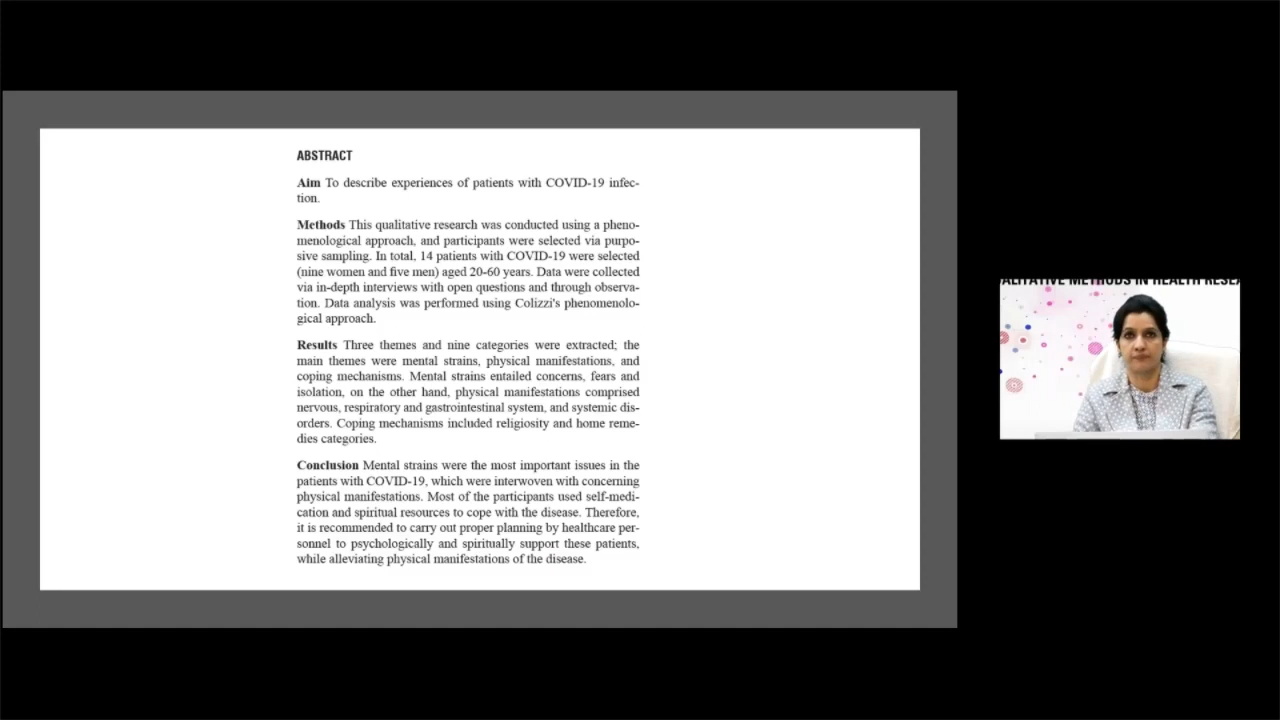 ABSTRACT
Aim To describe experiences of patients with COVID-19 infec-
tion.
Methods This qualitative research was conducted using a pheno-
menological approach, and participants were selected via purpo-
sive sampling. In total, 14 patients with COVID-19 were selected
(nine women and five men) aged 20-60 years. Data were collected
via in-depth interviews with open questions and through observa-
tion. Data analysis was performed using Colizzi's phenomenolo-
gical approach.
Results Three themes and nine categories were extracted; the
main themes were mental strains, physical manifestations, and
coping mechanisms. Mental strains entailed concerns, fears and
isolation, on the other hand, physical manifestations comprised
nervous, respiratory and gastrointestinal system, and systemic dis-
orders. Coping mechanisms included religiosity and home reme-
dies categories.
Conclusion Mental strains were the most important issues in the
patients with COVID-19, which were interwoven with concerning
physical manifestations. Most of the participants used self-medi-
cation and spiritual resources to cope with the disease. Therefore,
it is recommended to carry out proper planning by healthcare per-
sonnel to psychologically and spiritually support these patients,
while alleviating physical manifestations of the disease.
ALITATIVE METHODS IN HEALTH RESEA